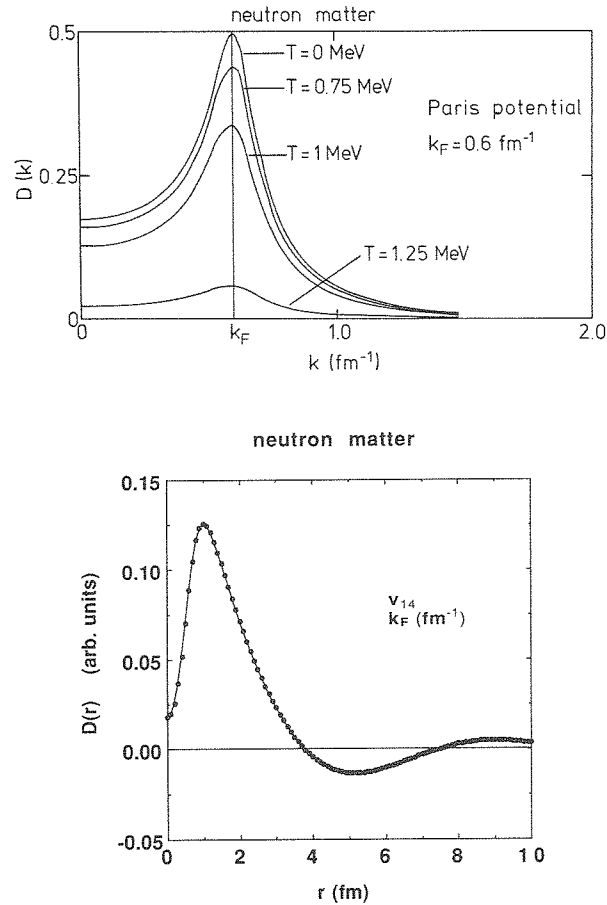 neutron matter
0.5
T=0 MeV
T=0.75 MeV
Paris potential
k_F=0.6 fm⁻¹
T=1 MeV
0.25
D(k)
T=1.25 MeV
0
0
k_F
1.0
2.0
k (fm⁻¹)
neutron matter
0.15
0.10
v₁₄
k_F (fm⁻¹)
D(r) (arb. units)
0.05
0.00
-0.05
0
2
4
6
8
10
r (fm)